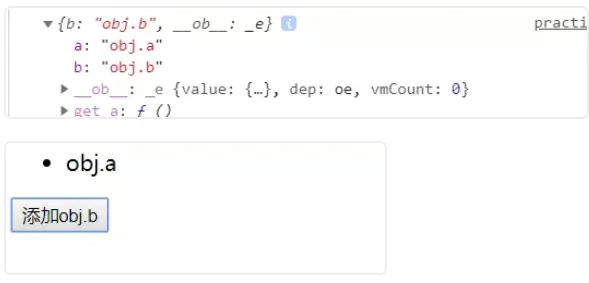 ▼{b: "obj.b", __ob__: _e} i practi
a: "obj.a"
b: "obj.b"
▶__ob__: _e {value: {…}, dep: oe, vmCount: 0}
▶get a: ƒ ()
• obj.a
添加obj.b